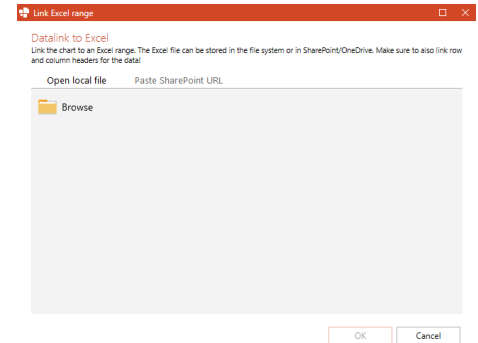 Link Excel range
Datalink to Excel
Link the chart to an Excel range. The Excel file can be stored in the file system or in SharePoint/OneDrive. Make sure to also link row
and column headers for the data!
Open local file Paste SharePoint URL
Browse
OK Cancel